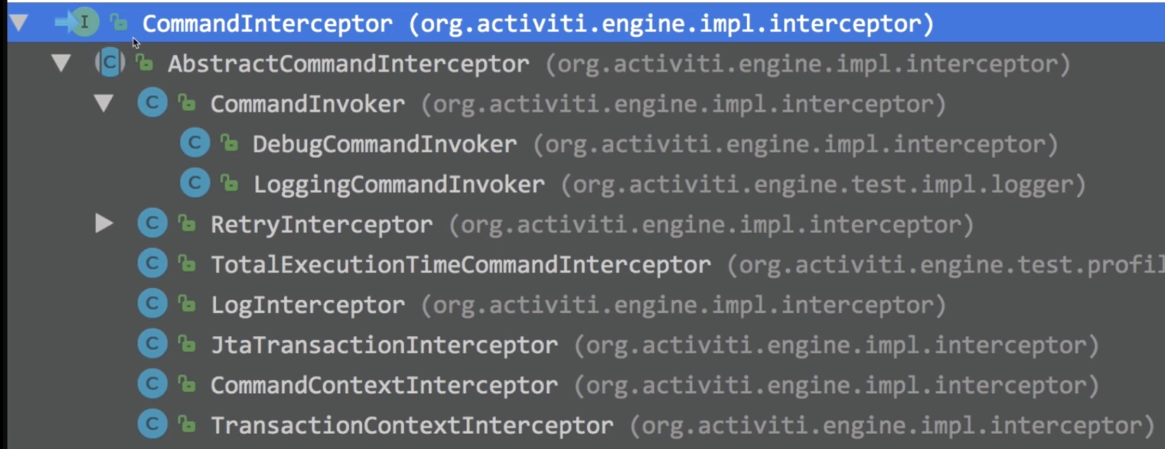 CommandInterceptor (org.activiti.engine.impl.interceptor)
AbstractCommandInterceptor (org.activiti.engine.impl.interceptor)
CommandInvoker (org.activiti.engine.impl.interceptor)
DebugCommandInvoker (org.activiti.engine.impl.interceptor)
LoggingCommandInvoker (org.activiti.engine.test.impl.logger)
RetryInterceptor (org.activiti.engine.impl.interceptor)
TotalExecutionTimeCommandInterceptor (org.activiti.engine.test.profil
LogInterceptor (org.activiti.engine.impl.interceptor)
JtaTransactionInterceptor (org.activiti.engine.impl.interceptor)
CommandContextInterceptor (org.activiti.engine.impl.interceptor)
TransactionContextInterceptor (org.activiti.engine.impl.interceptor)